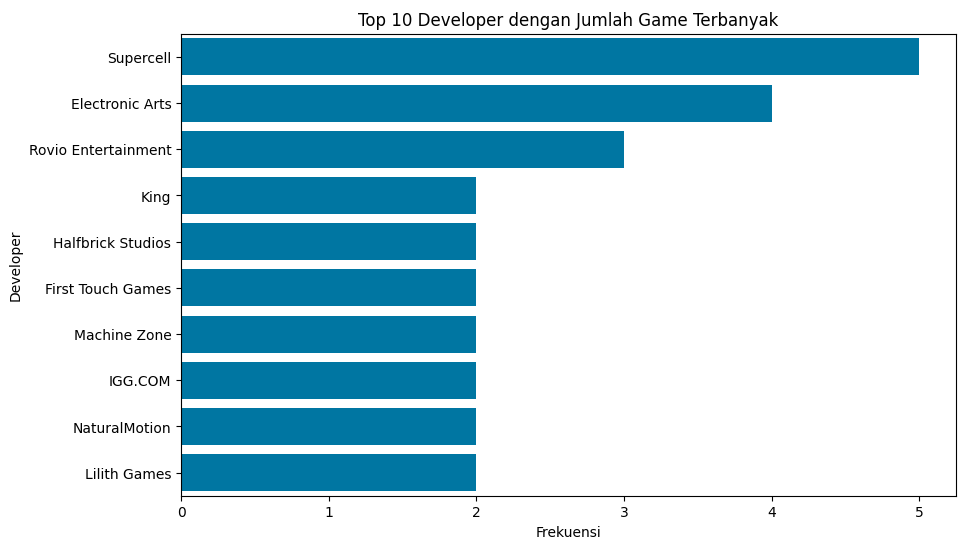 Top 10 Developer dengan Jumlah Game Terbanyak
Developer
Supercell
Electronic Arts
Rovio Entertainment
King
Halfbrick Studios
First Touch Games
Machine Zone
IGG.COM
NaturalMotion
Lilith Games
0 1 2 3 4 5
Frekuensi